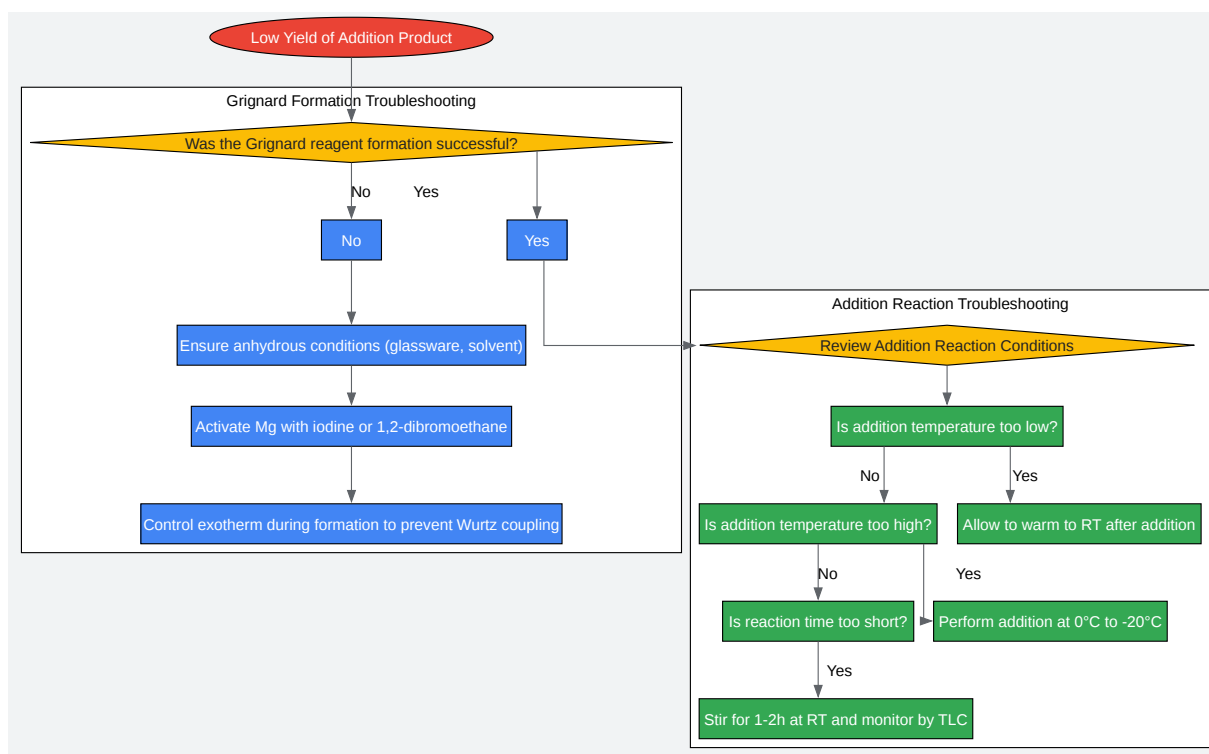 Low Yield of Addition Product
Grignard Formation Troubleshooting
Was the Grignard reagent formation successful?
No
Yes
No
Yes
Ensure anhydrous conditions (glassware, solvent)
Activate Mg with iodine or 1,2-dibromoethane
Control exotherm during formation to prevent Wurtz coupling
Addition Reaction Troubleshooting
Review Addition Reaction Conditions
Is addition temperature too low?
No
Yes
Is addition temperature too high?
Allow to warm to RT after addition
No
Yes
Is reaction time too short?
Perform addition at 0°C to -20°C
Yes
Stir for 1-2h at RT and monitor by TLC